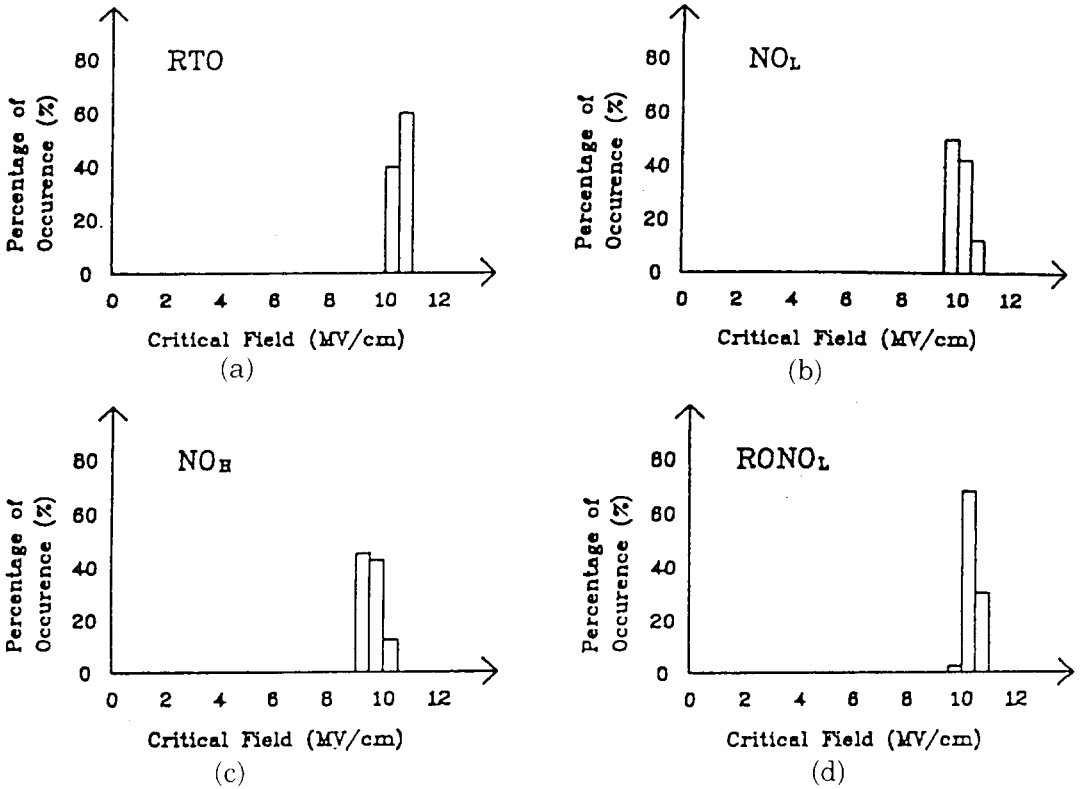 RTO
Percentage of
Occurence (%)
80
60
40
20
0
0 2 4 6 8 10 12
Critical Field (MV/cm)
(a)
NOL
Percentage of
Occurence (%)
80
60
40
20
0
0 2 4 6 8 10 12
Critical Field (MV/cm)
(b)
NOH
Percentage of
Occurence (%)
80
60
40
20
0
0 2 4 6 8 10 12
Critical Field (MV/cm)
(c)
RONOL
Percentage of
Occurence (%)
80
60
40
20
0
0 2 4 6 8 10 12
Critical Field (MV/cm)
(d)